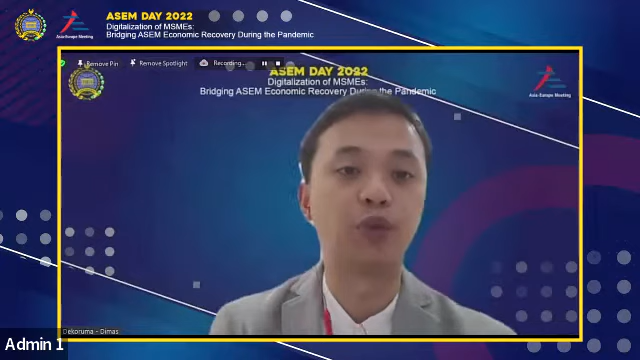 ASEM DAY 2022
Digitalization of MSMEs:
Bridging ASEM Economic Recovery During the Pandemic
Asia-Europe Meeting
Remove Pin
Remove Spotlight
Recording...
ASEM DAY 2022
Digitalization of MSMEs:
Bridging ASEM Economic Recovery During the Pandemic
Asia-Europe Meeting
Dekoruma - Dimas
Admin 1